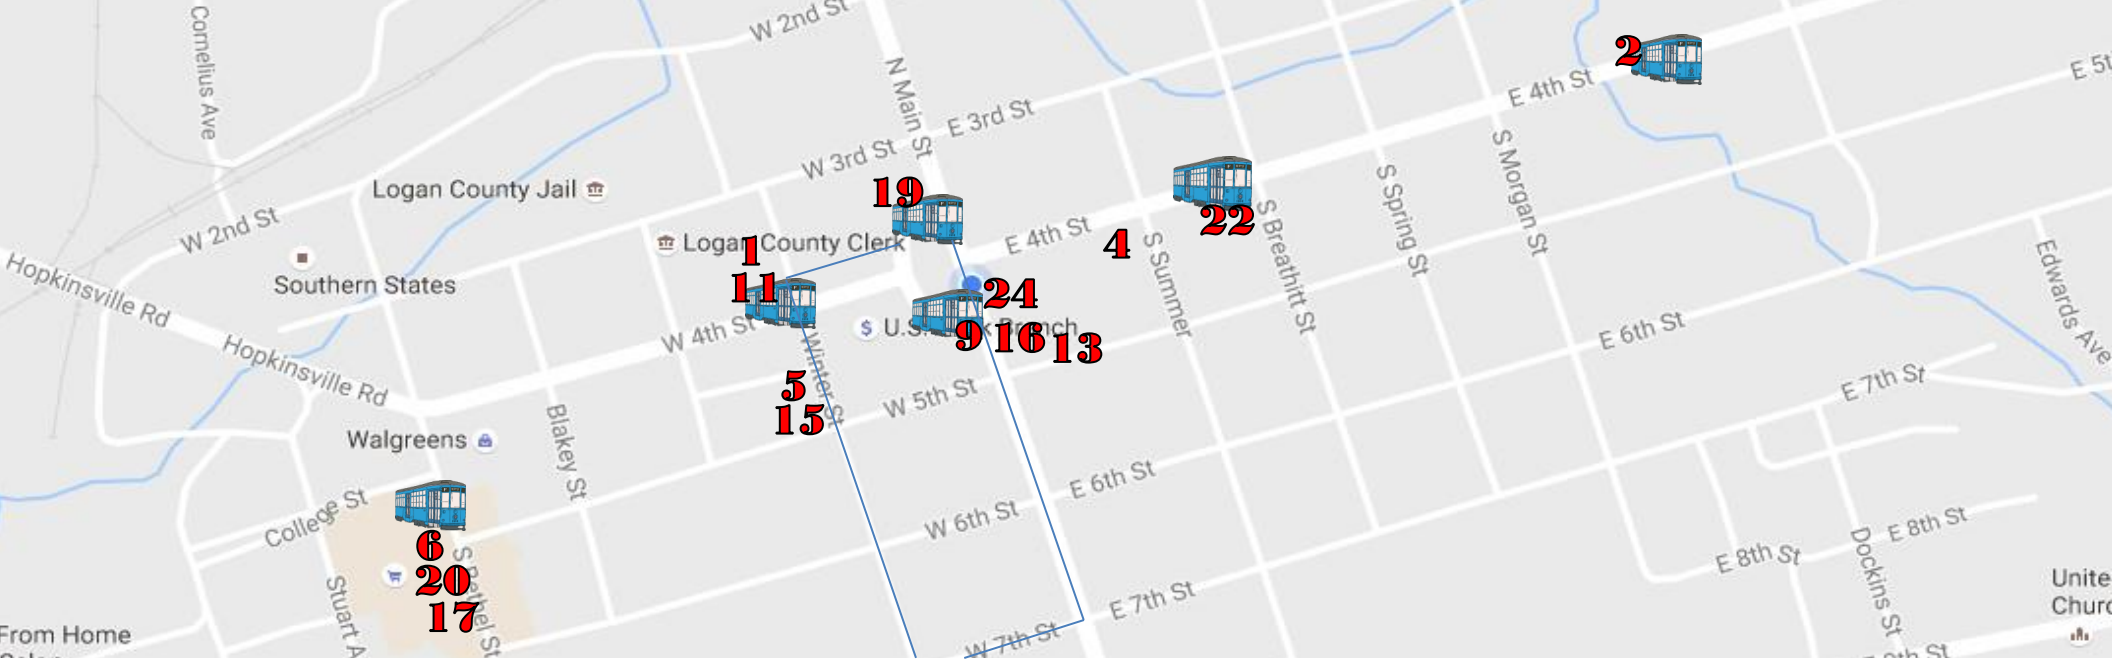 Cornelius Ave
W 2nd St
N Main St
E 3rd St
W 3rd St
E 4th St
2
E 5t
S Morgan St
S Spring St
Logan County Jail
19
22
S Breathitt St
W 2nd St
Logan County Clerk
1
E 4th St
4
S Summer
Edwards Ave
Hopkinsville Rd
Southern States
11
24
W 4th St
9
16
13
Winter St
E 6th St
Hopkinsville Rd
5
15
W 5th St
E 7th St
Walgreens
Blakey St
College St
6
20
17
S Bethel St
Stuart A
W 6th St
E 6th St
E 7th St
W 7th St
E 8th St
E 8th St
Dockins St
Unite
Churc
From Home